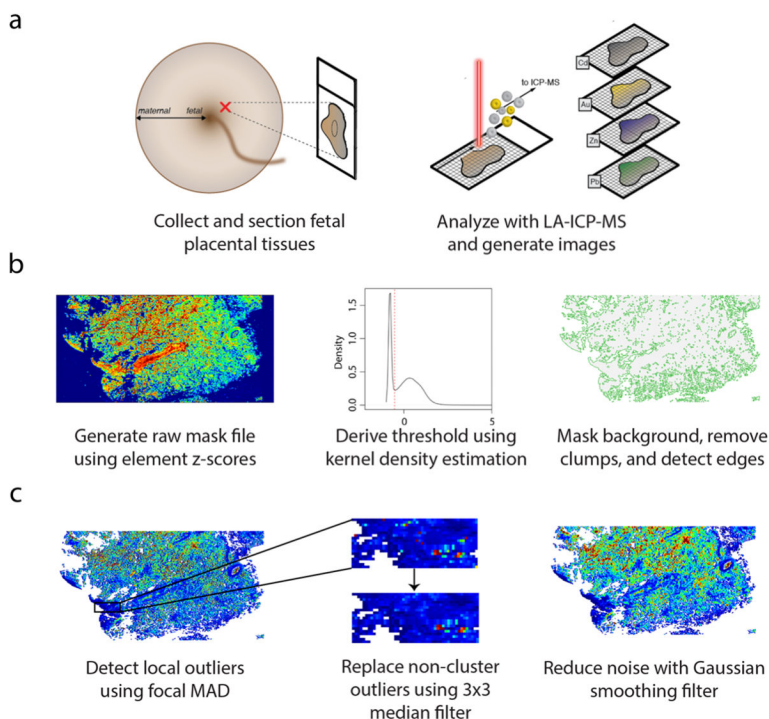 a
maternal fetal
to ICP-MS
Cd
Au
Zn
Pb
Collect and section fetal
placental tissues
Analyze with LA-ICP-MS
and generate images
b
Density
1.5
1.0
0.5
0.0
0 5
Generate raw mask file
using element z-scores
Derive threshold using
kernel density estimation
Mask background, remove
clumps, and detect edges
c
Detect local outliers
using focal MAD
Replace non-cluster
outliers using 3x3
median filter
Reduce noise with Gaussian
smoothing filter